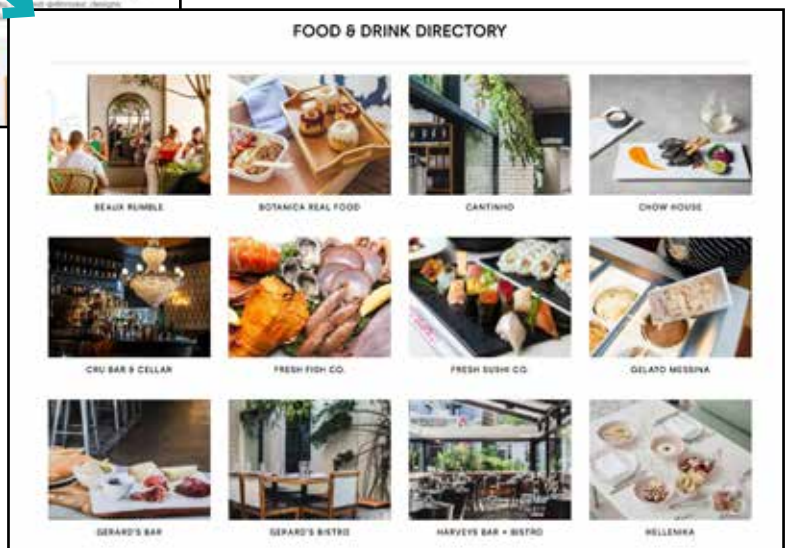 @dinosaur_designs
FOOD & DRINK DIRECTORY
BEAUX RUMBLE
BOTANICA REAL FOOD
CANTINHO
CHOW HOUSE
CRU BAR & CELLAR
FRESH FISH CO.
FRESH SUSHI CO.
GELATO MESSINA
GERARD'S BAR
GERARD'S BISTRO
HARVEYS BAR + BISTRO
HELLENIKA